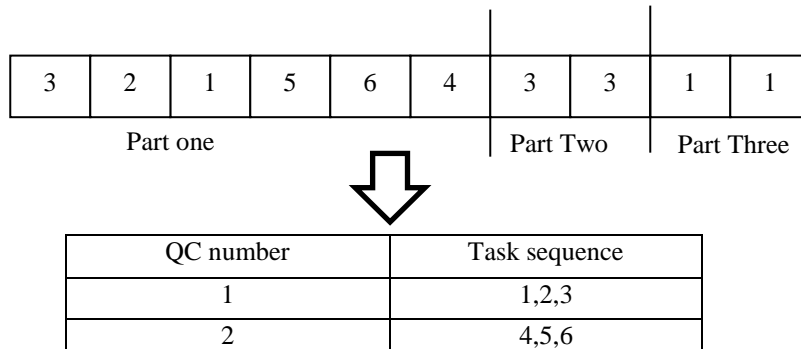 3 2 1 5 6 4 3 3 1 1
Part one Part Two Part Three
QC number Task sequence
1 1,2,3
2 4,5,6